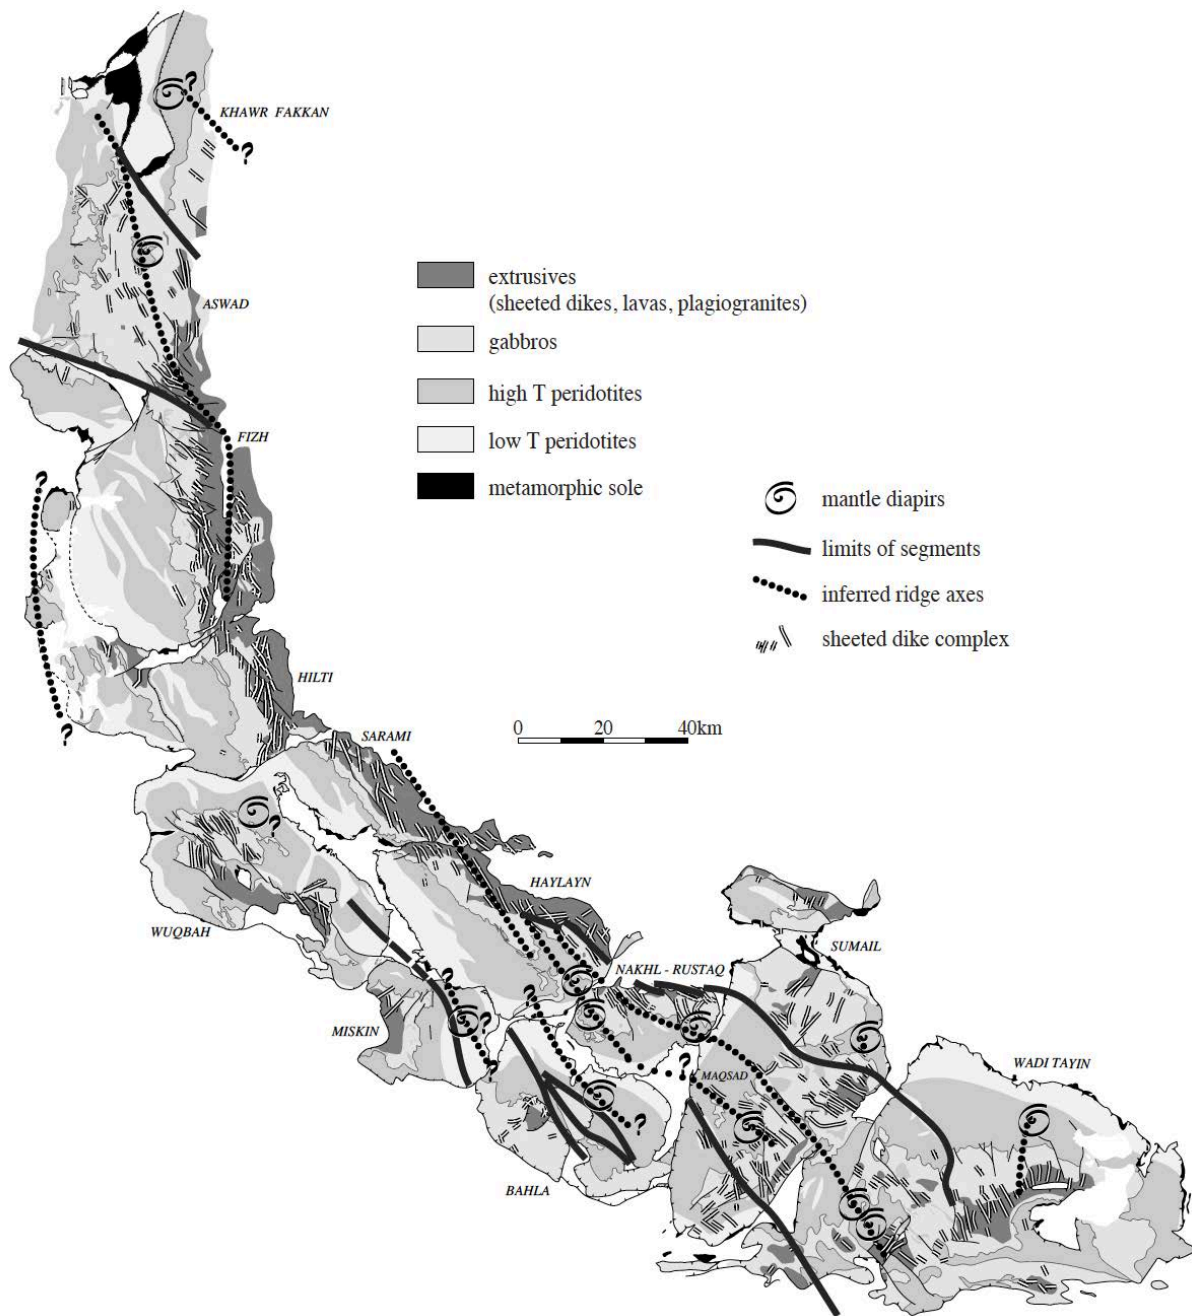 ?
KHAWR FAKKAN
?
extrusives
(sheeted dikes, lavas, plagiogranites)
ASWAD
gabbros
high T peridotites
low T peridotites
FIZH
metamorphic sole
?
mantle diapirs
limits of segments
inferred ridge axes
sheeted dike complex
HILTI
0 20 40km
?
SARAMI
?
HAYLAYN
WUQBAH
SUMAIL
NAKHL - RUSTAQ
?
?
MISKIN
?
?
?
WADI TAYIN
MAQSAD
?
BAHLA